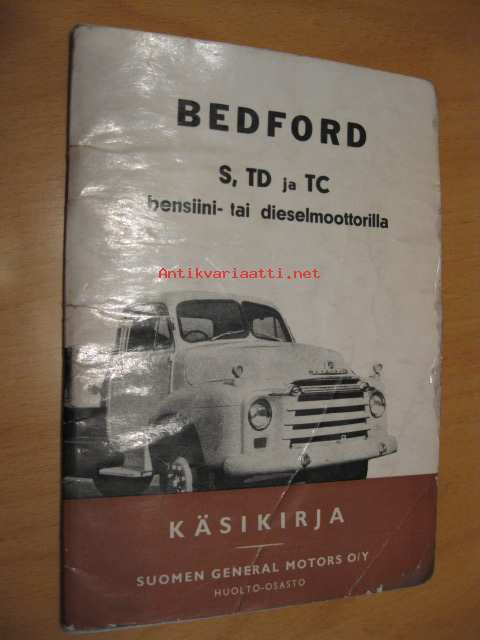 BEDFORD
S, TD ja TC
bensiini- tai dieselmoottorilla
Antikvariaatti.net
KÄSIKIRJA
SUOMEN GENERAL MOTORS O/Y
HUOLTO-OSASTO